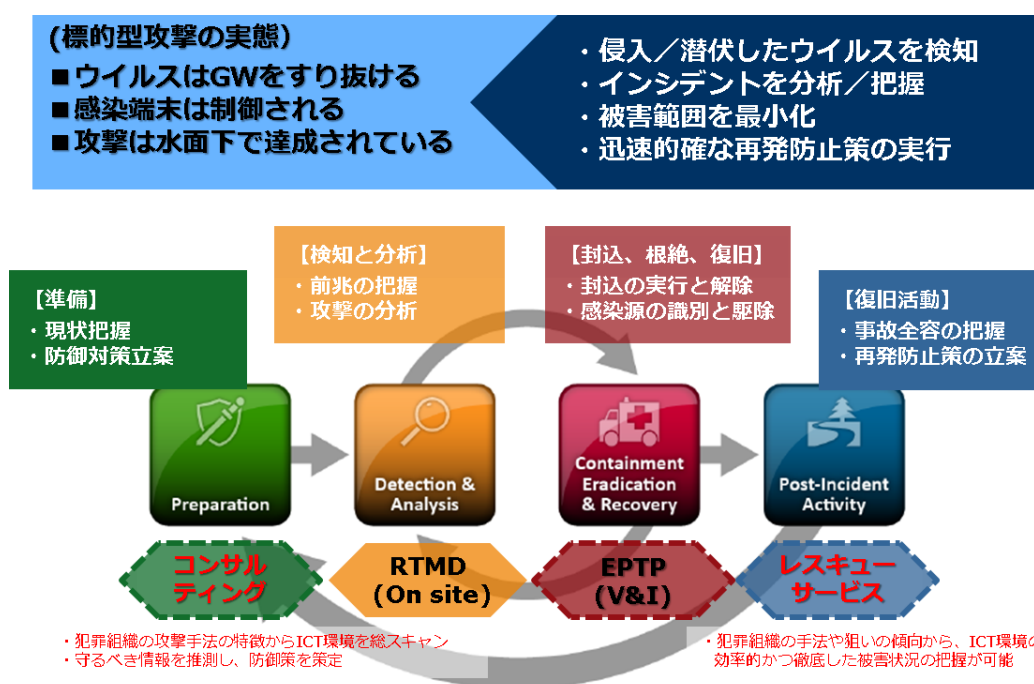 (標的型攻撃の実態）
■ウイルスはGWをすり抜ける
■感染端末は制御される
■攻撃は水面下で達成されている
・侵入／潜伏したウイルスを検知
・インシデントを分析／把握
・被害範囲を最小化
・迅速的確な再発防止策の実行
【準備】
・現状把握
・防御対策立案
【検知と分析】
・前兆の把握
・攻撃の分析
【封込、根絶、復旧】
・封込の実行と解除
・感染源の識別と駆除
【復旧活動】
・事故全容の把握
・再発防止策の立案
Preparation
Detection &
Analysis
Containment
Eradication
& Recovery
Post-Incident
Activity
コンサル
ティング
RTMD
(On site)
EPTP
(V&I)
レスキュー
サービス
・犯罪組織の攻撃手法の特徴からICT環境を総スキャン
・守るべき情報を推測し、防御策を策定
・犯罪組織の手法や狙いの傾向から、ICT環境の
効率的かつ徹底した被害状況の把握が可能